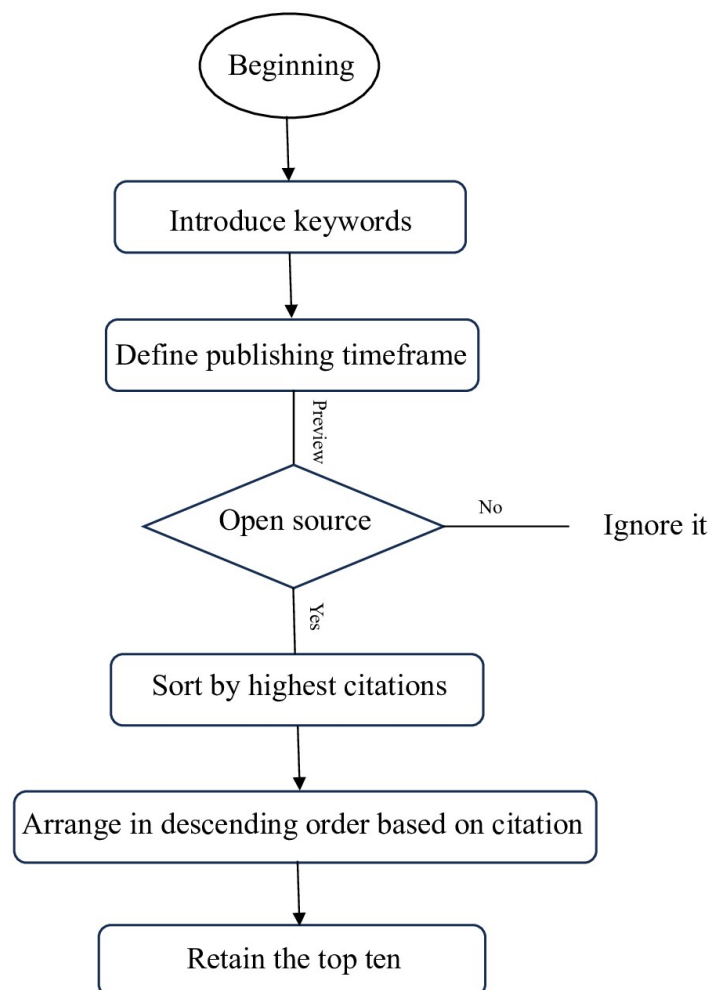 Beginning
Introduce keywords
Define publishing timeframe
Preview
Open source
No
Ignore it
Yes
Sort by highest citations
Arrange in descending order based on citation
Retain the top ten